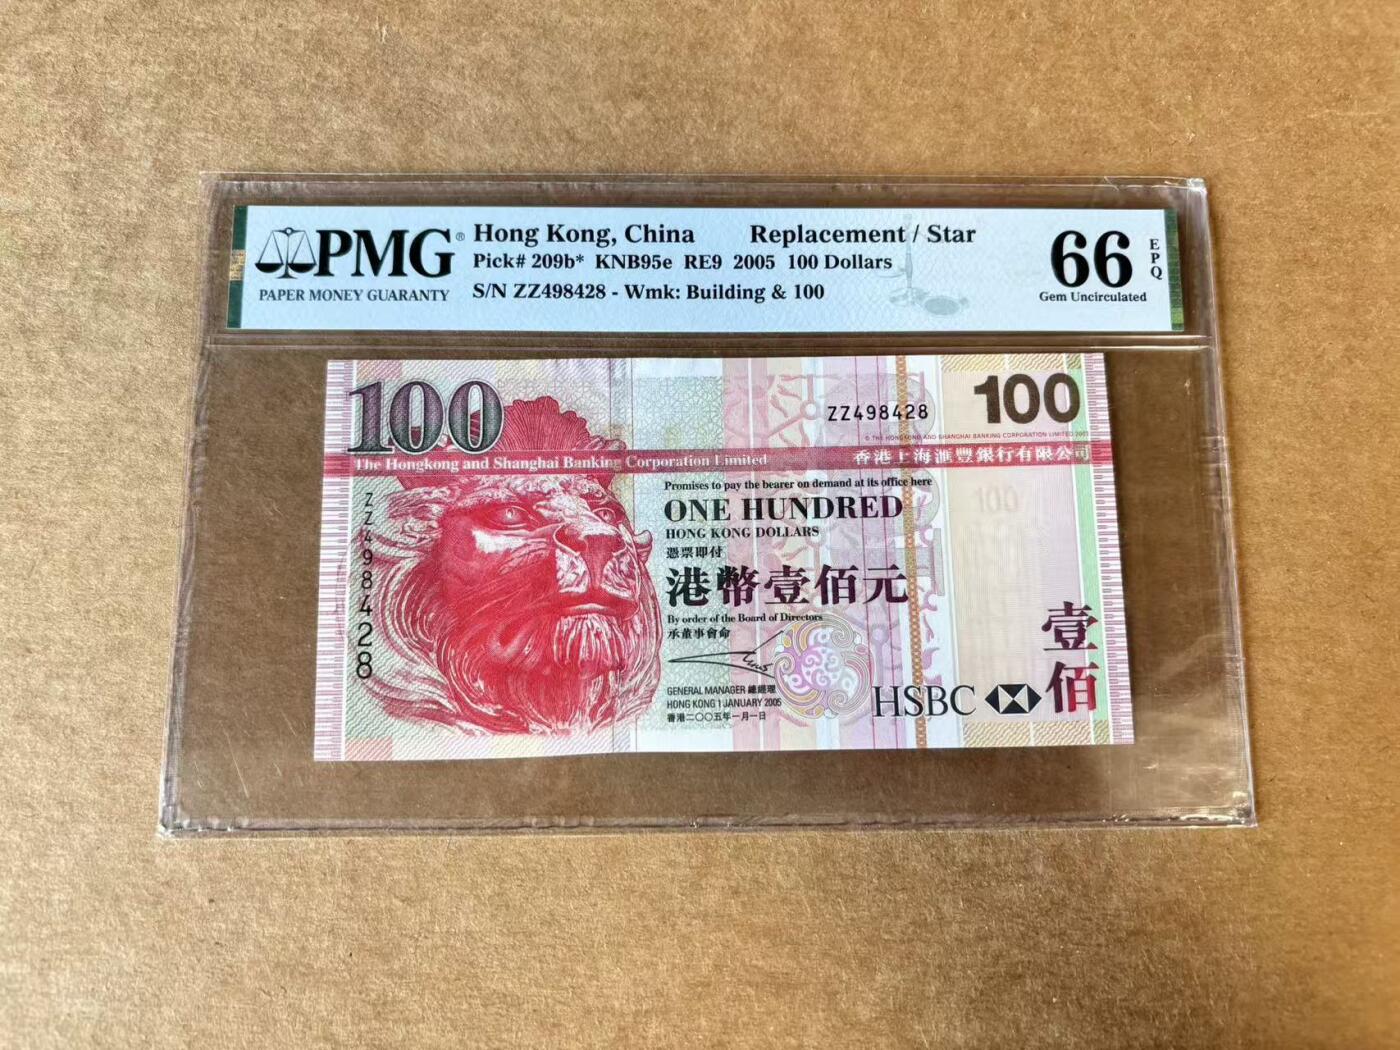 PMG®
PAPER MONEY GUARANTY
Hong Kong, China Replacement / Star
Pick# 209b* KNB95e RE9 2005 100 Dollars
S/N ZZ498428 - Wmk: Building & 100
66
EPQ
Gem Uncirculated
100
ZZ498428
100
The Hongkong and Shanghai Banking Corporation Limited
香港上海滙豐銀行有限公司
ZZ498428
Promises to pay the bearer on demand at its office here
ONE HUNDRED
HONG KONG DOLLARS
憑票即付
港幣壹佰元
By order of the Board of Directors
承董事會命
GENERAL MANAGER 總經理
HONG KONG 1 JANUARY 2005
香港二〇〇五年一月一日
100
HSBC
壹佰